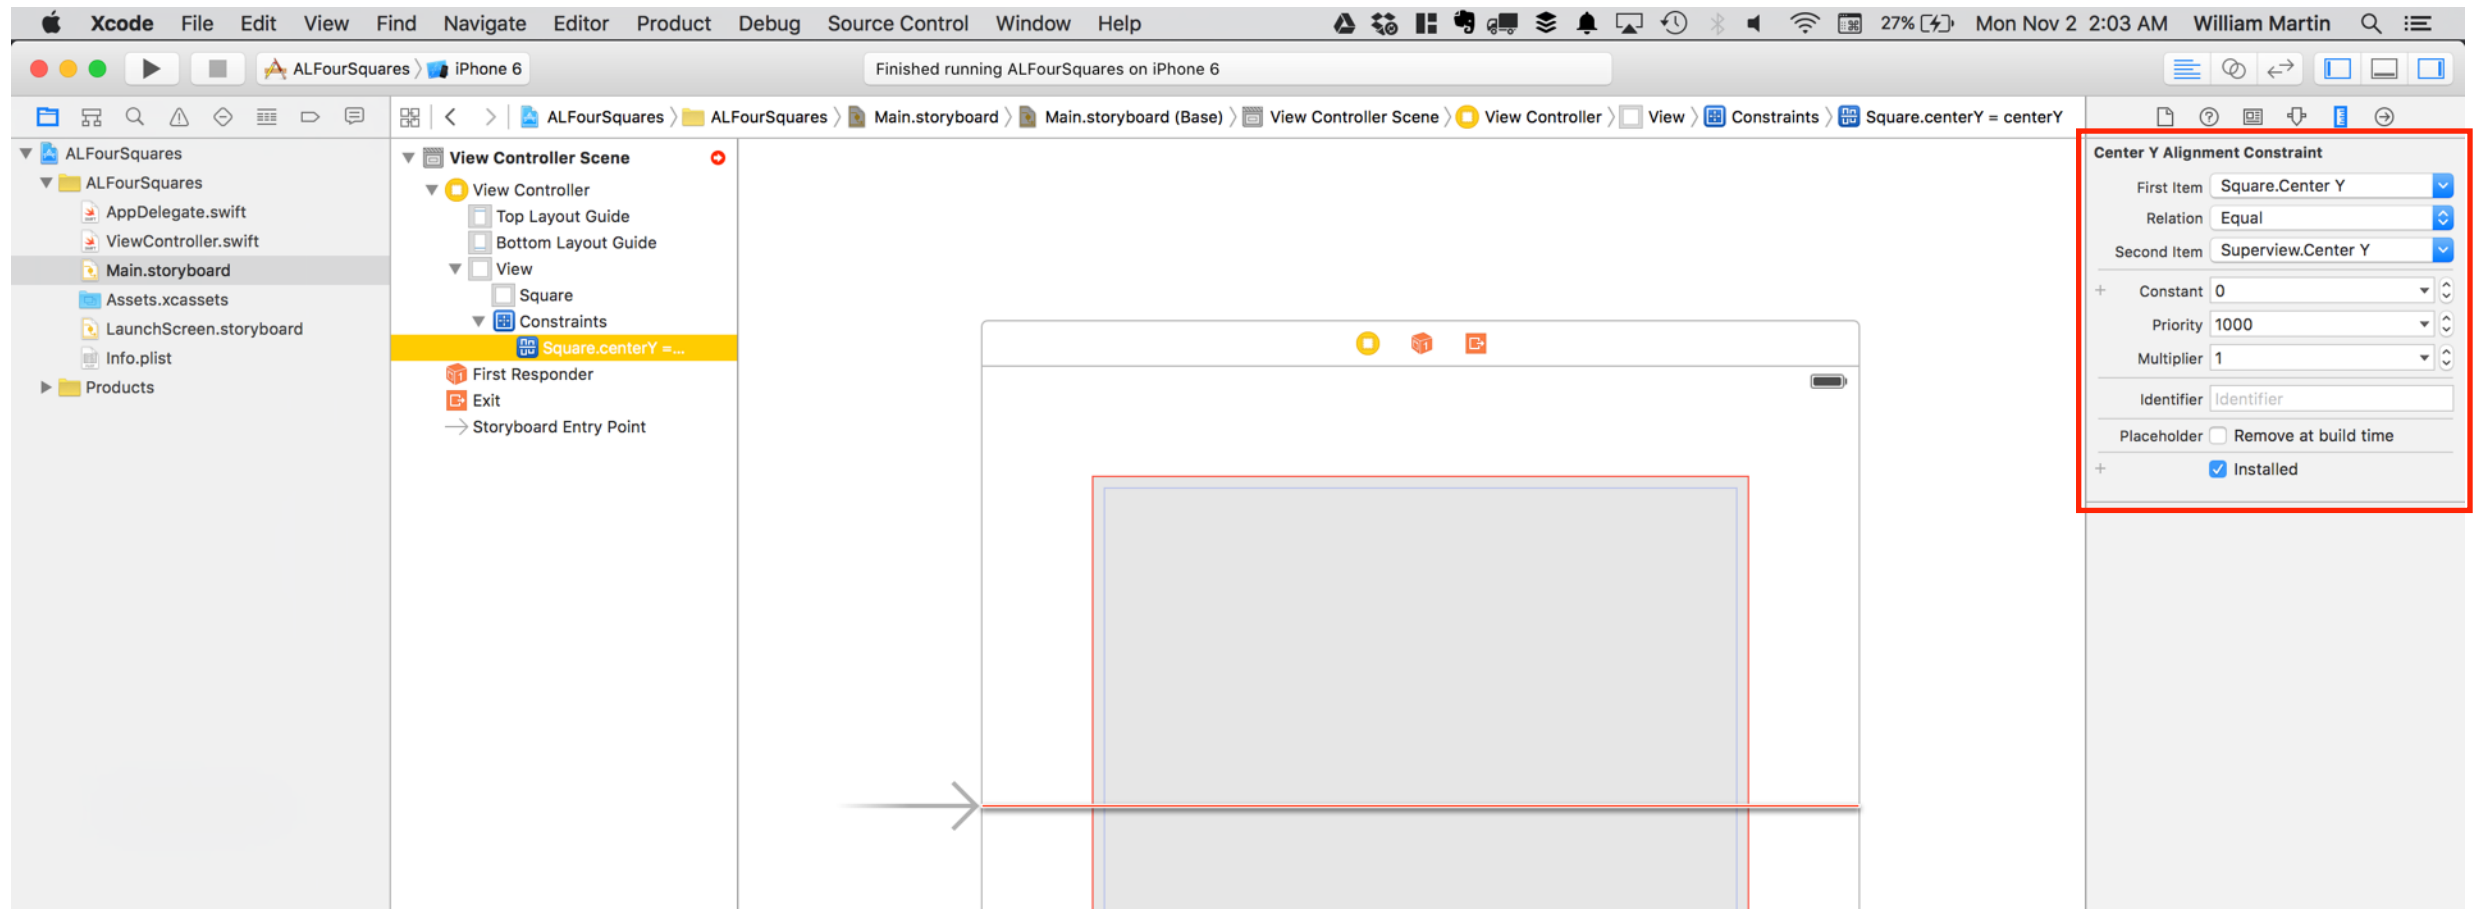 Xcode File Edit View Find Navigate Editor Product Debug Source Control Window Help 27% Mon Nov 2 2:03 AM William Martin
ALFourSquares iPhone 6 Finished running ALFourSquares on iPhone 6
ALFourSquares ALFourSquares Main.storyboard Main.storyboard (Base) View Controller Scene View Controller View Constraints Square.centerY = centerY
ALFourSquares
ALFourSquares
AppDelegate.swift
ViewController.swift
Main.storyboard
Assets.xcassets
LaunchScreen.storyboard
Info.plist
Products
View Controller Scene
View Controller
Top Layout Guide
Bottom Layout Guide
View
Square
Constraints
Square.centerY =...
First Responder
Exit
Storyboard Entry Point
Center Y Alignment Constraint
First Item Square.Center Y
Relation Equal
Second Item Superview.Center Y
Constant 0
Priority 1000
Multiplier 1
Identifier Identifier
Placeholder Remove at build time
Installed